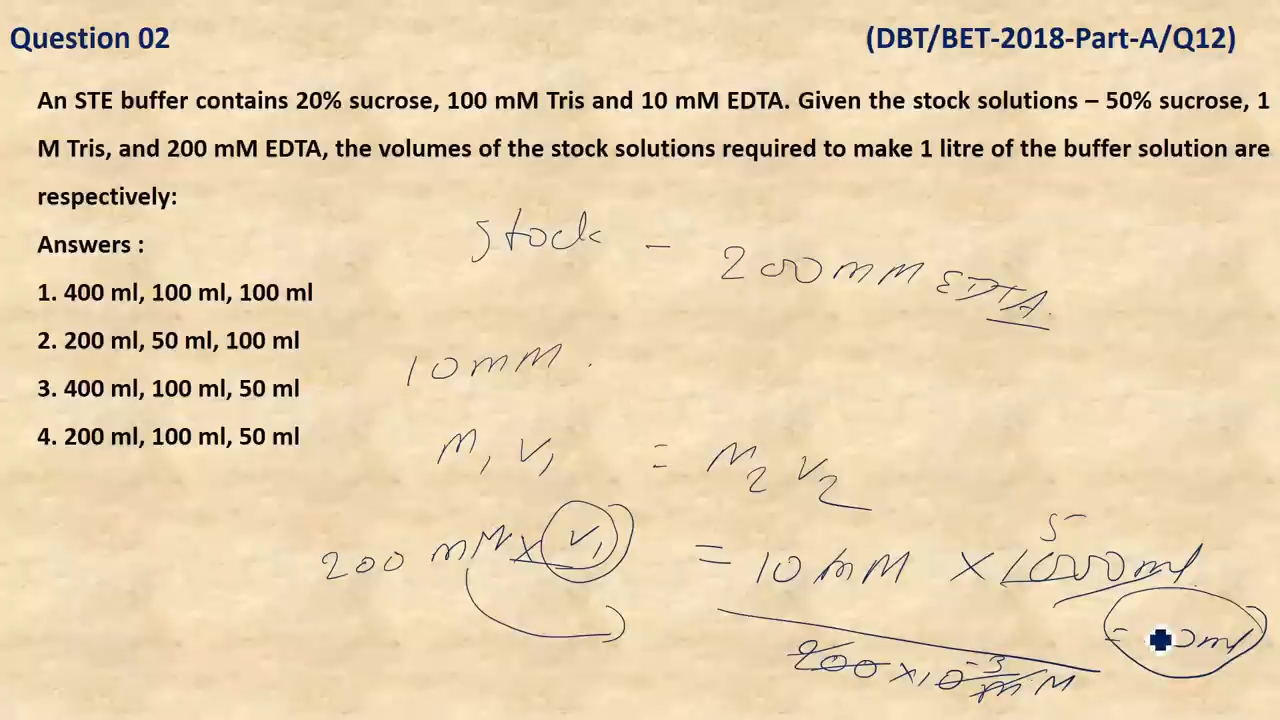 Question 02 (DBT/BET-2018-Part-A/Q12)
An STE buffer contains 20% sucrose, 100 mM Tris and 10 mM EDTA. Given the stock solutions – 50% sucrose, 1
M Tris, and 200 mM EDTA, the volumes of the stock solutions required to make 1 litre of the buffer solution are
respectively:
Answers :
1. 400 ml, 100 ml, 100 ml
2. 200 ml, 50 ml, 100 ml
3. 400 ml, 100 ml, 50 ml
4. 200 ml, 100 ml, 50 ml
Stock - 200 mM EDTA
10 mM.
M1 V1 = M2 V2
5
200 mM x V1 = 10 mM x 1000 ml
200 x 10-3 m M
= ml